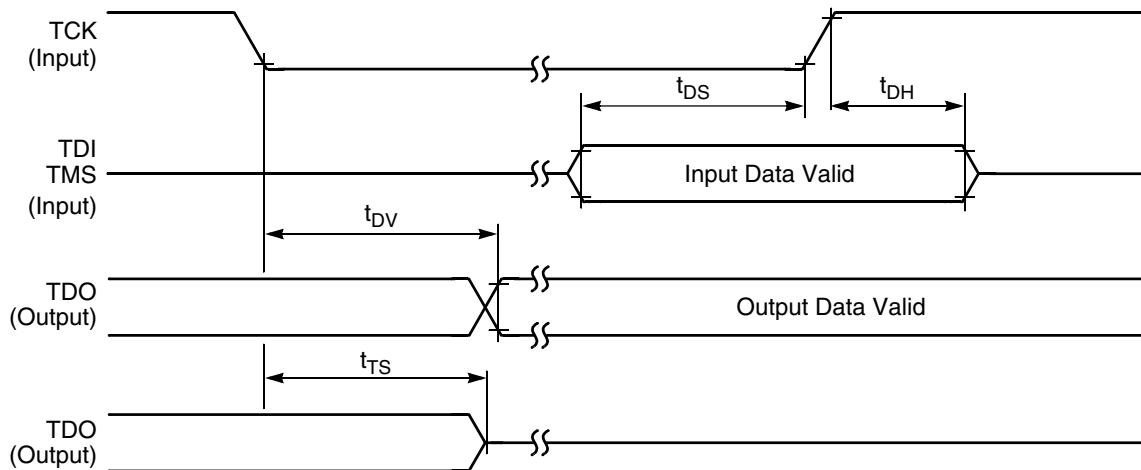 TCK
(Input)
tDS
tDH
TDI
TMS
(Input)
Input Data Valid
tDV
TDO
(Output)
Output Data Valid
tTS
TDO
(Output)